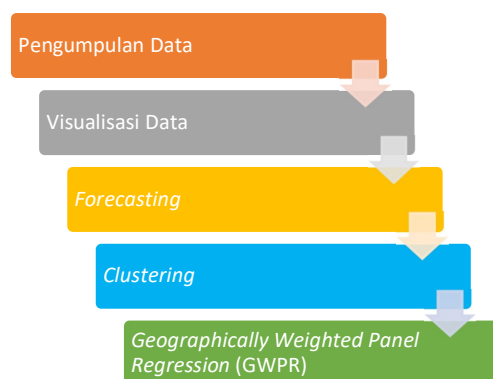 Pengumpulan Data
Visualisasi Data
Forecasting
Clustering
Geographically Weighted Panel
Regression (GWPR)